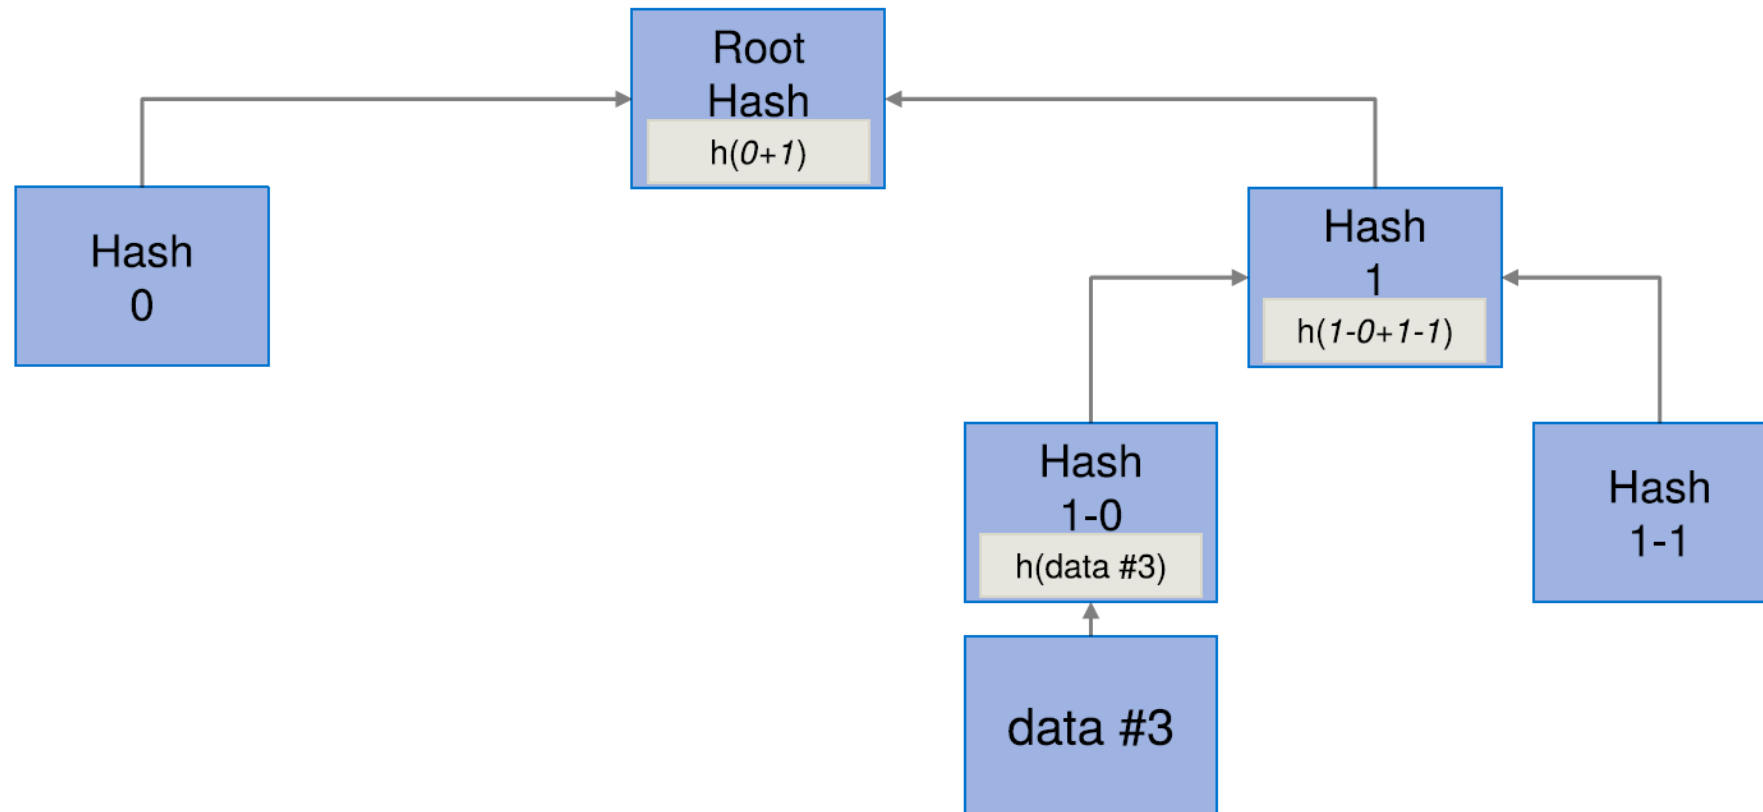 Root
Hash
h(0+1)
Hash
0
Hash
1
h(1-0+1-1)
Hash
1-0
h(data #3)
Hash
1-1
data #3